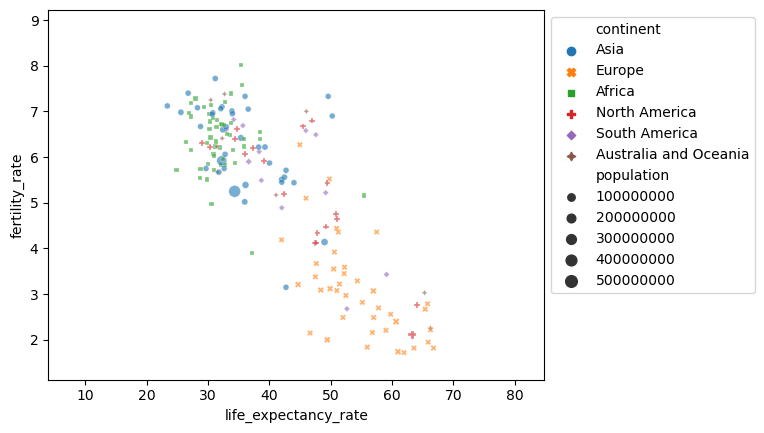 9
8
7
6
5
4
3
2
fertility_rate
10 20 30 40 50 60 70 80
life_expectancy_rate
continent
Asia
Europe
Africa
North America
South America
Australia and Oceania
population
100000000
200000000
300000000
400000000
500000000